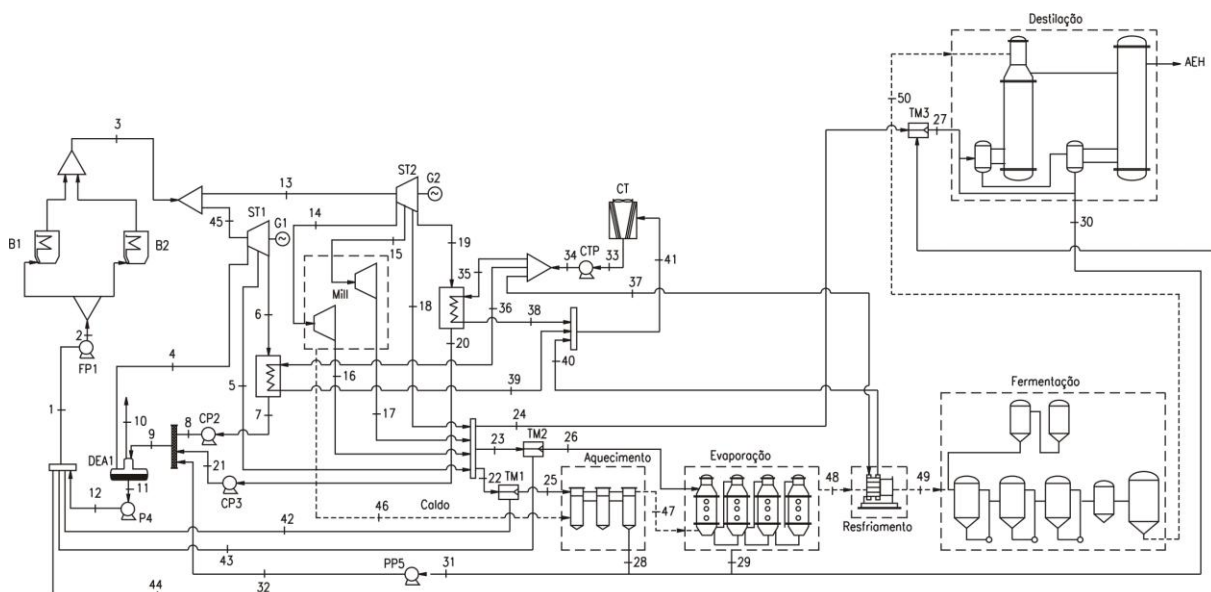 Destilação
AEH
50
TM3
27
3
ST2
G2
CT
13
14
45
ST1
G1
15
19
B1
B2
Mill
18
35
34
CTP
33
41
37
30
36
38
6
20
40
2
FP1
4
5
16
39
1
7
17
Fermentação
10
9
8
CP2
24
DEA1
21
23
TM2
26
12
11
CP3
22
TM1
25
Aquecimento
Evaporação
48
49
P4
46
Caldo
47
Resfriamento
42
43
PP5
31
28
29
44
32